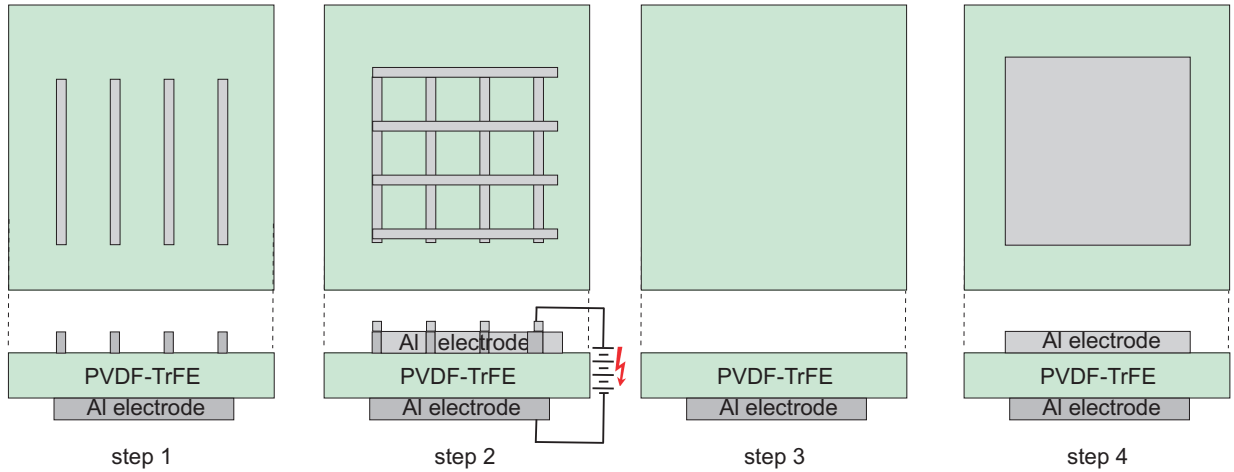 PVDF-TrFE
Al electrode
step 1
Al electrode
PVDF-TrFE
Al electrode
step 2
PVDF-TrFE
Al electrode
step 3
Al electrode
PVDF-TrFE
Al electrode
step 4